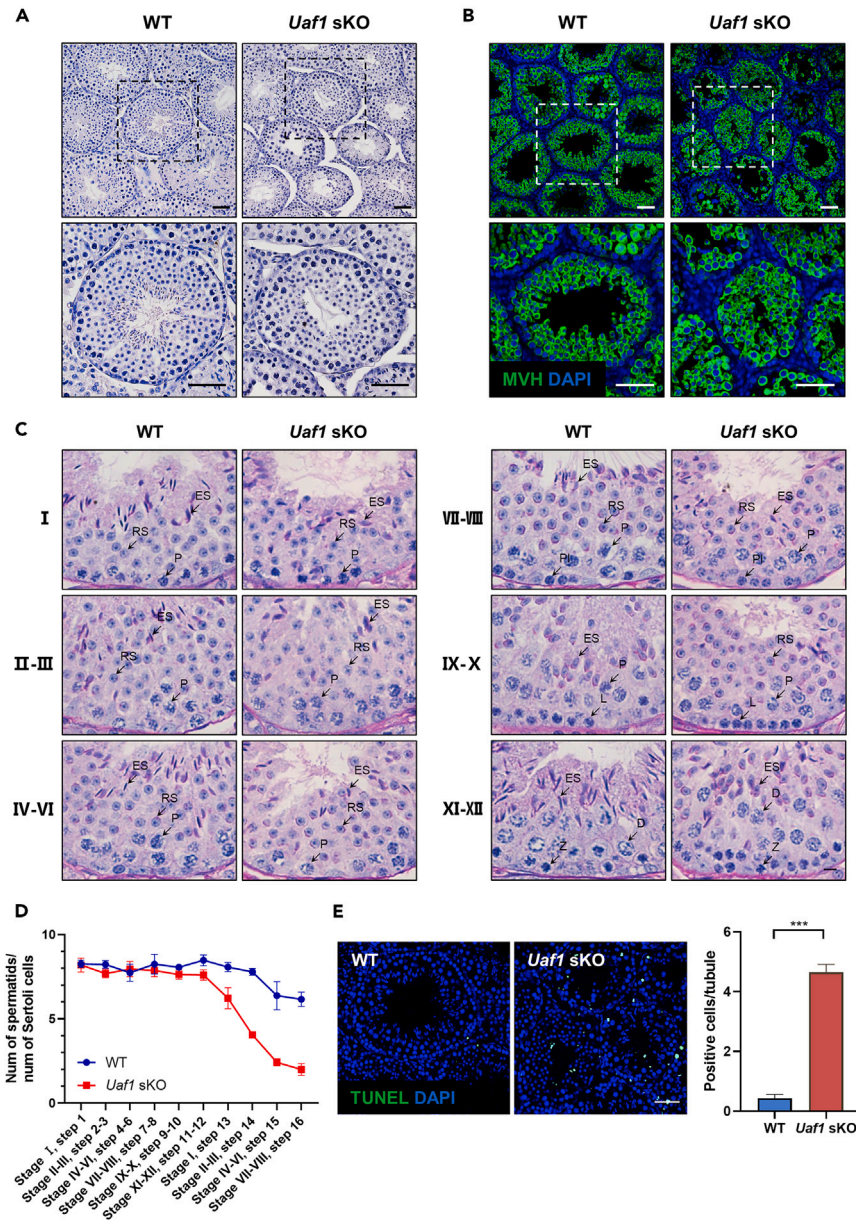 A
WT
Uaf1 sKO
B
WT
Uaf1 sKO
MVH DAPI
C
WT
Uaf1 sKO
I
ES
RS
P
ES
RS
P
II-III
ES
RS
P
ES
RS
P
IV-VI
ES
RS
P
ES
RS
P
WT
Uaf1 sKO
VII-VIII
ES
RS
P
Pl
ES
RS
P
Pl
IX-X
ES
P
L
RS
P
L
XI-XII
ES
D
Z
ES
D
Z
D
Num of spermatids/
num of Sertoli cells
10
5
0
WT
Uaf1 sKO
Stage I, step 1
Stage II-III, step 2-3
Stage IV-VI, step 4-6
Stage VII-VIII, step 7-8
Stage IX-X, step 9-10
Stage XI-XII, step 11-12
Stage I, step 13
Stage II-III, step 14
Stage IV-VI, step 15
Stage VII-VIII, step 16
E
WT
Uaf1 sKO
TUNEL DAPI
Positive cells/tubule
6
4
2
0
***
WT
Uaf1 sKO